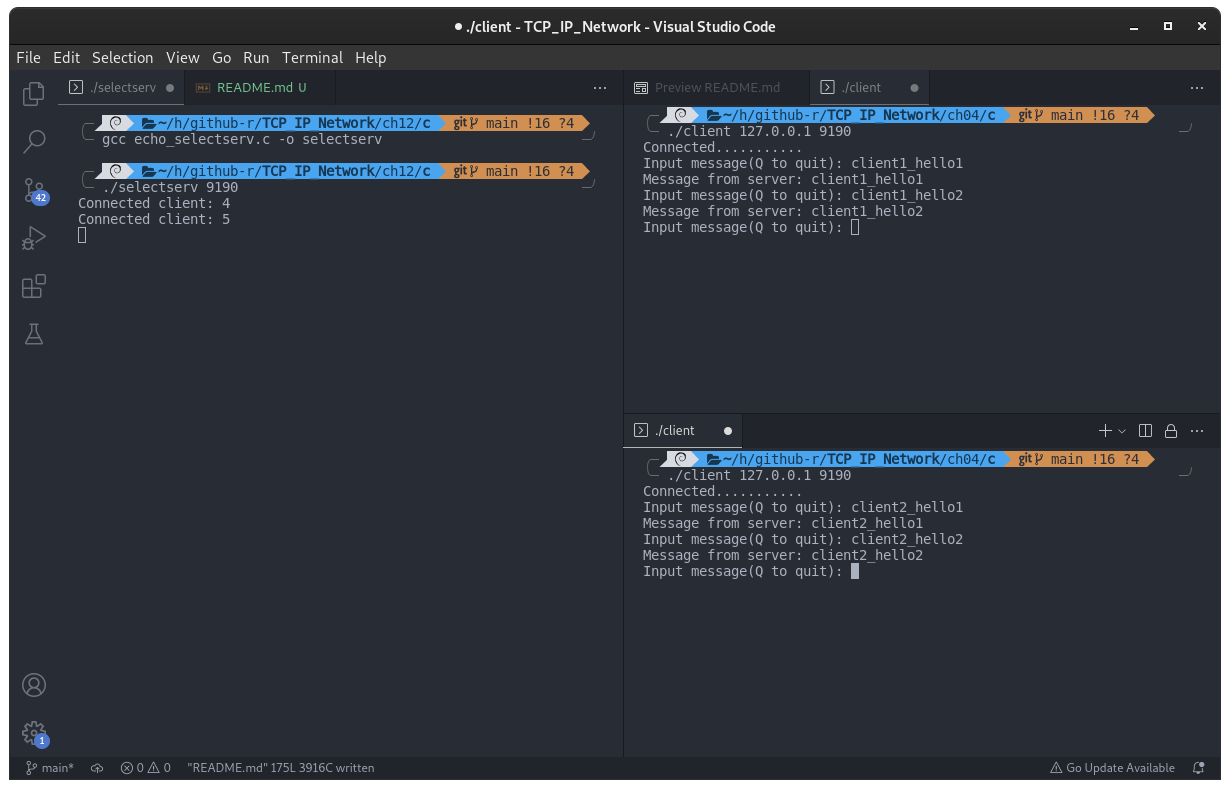 ./client - TCP_IP_Network - Visual Studio Code
File Edit Selection View Go Run Terminal Help
./selectserv
README.md U
~/h/github-r/TCP_IP_Network/ch12/c git main !16 ?4
gcc echo_selectserv.c -o selectserv
~/h/github-r/TCP_IP_Network/ch12/c git main !16 ?4
./selectserv 9190
Connected client: 4
Connected client: 5
Preview README.md
./client
~/h/github-r/TCP_IP_Network/ch04/c git main !16 ?4
./client 127.0.0.1 9190
Connected...........
Input message(Q to quit): client1_hello1
Message from server: client1_hello1
Input message(Q to quit): client1_hello2
Message from server: client1_hello2
Input message(Q to quit):
./client
~/h/github-r/TCP_IP_Network/ch04/c git main !16 ?4
./client 127.0.0.1 9190
Connected...........
Input message(Q to quit): client2_hello1
Message from server: client2_hello1
Input message(Q to quit): client2_hello2
Message from server: client2_hello2
Input message(Q to quit):
42
1
main* 0 0 "README.md" 175L 3916C written
Go Update Available